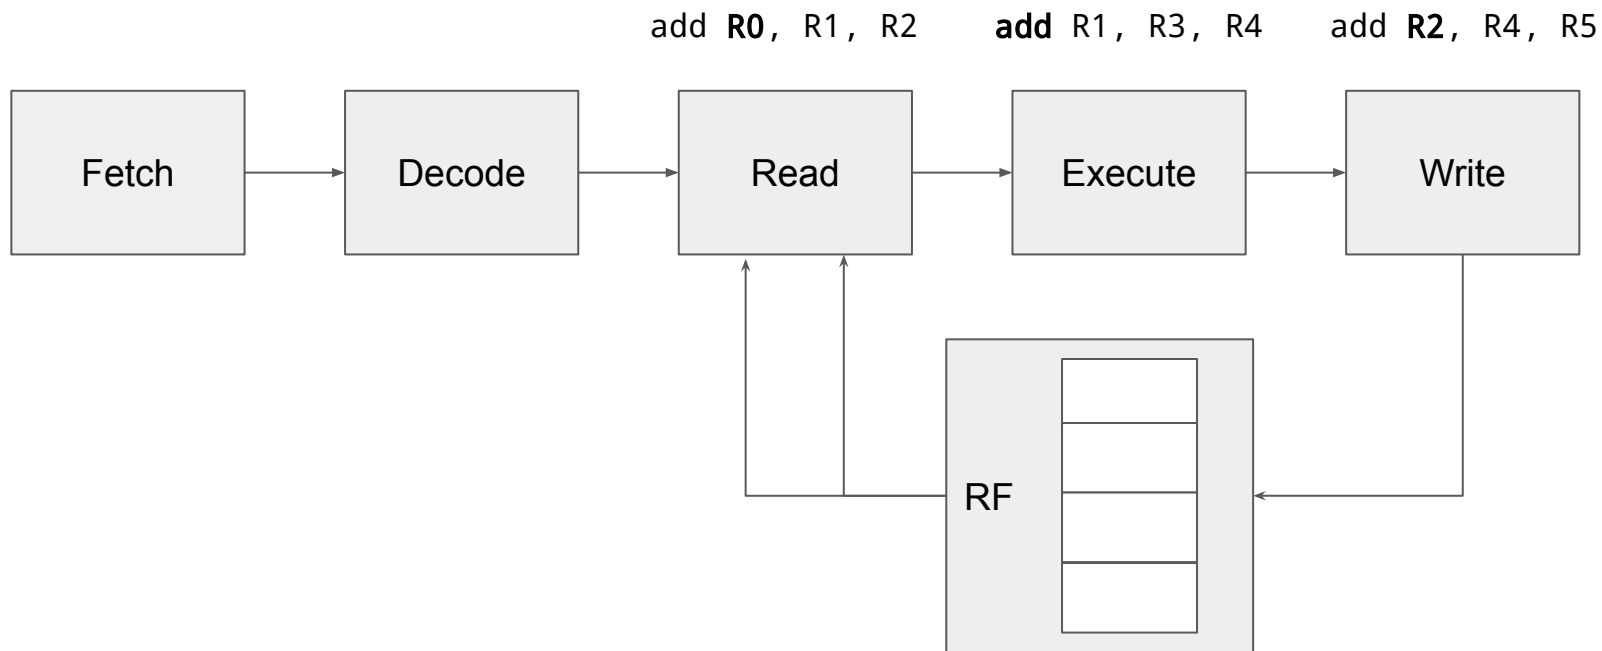 add R0, R1, R2
add R1, R3, R4
add R2, R4, R5
Fetch
Decode
Read
Execute
Write
RF